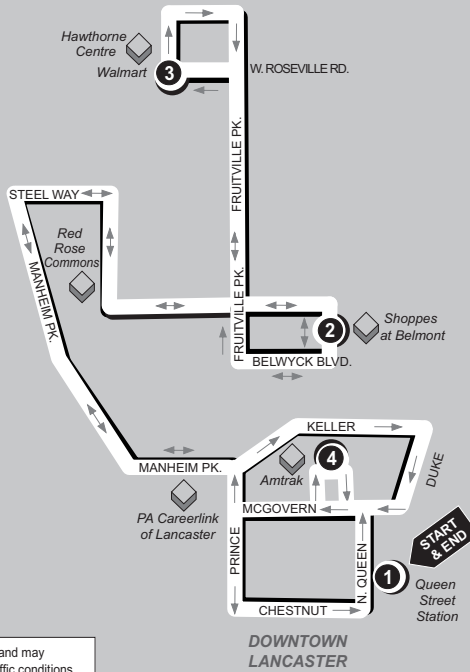 Hawthorne
Centre
Walmart
3
W. ROSEVILLE RD.
FRUITVILLE PK.
STEEL WAY
Red
Rose
Commons
MANHEIM PK.
FRUITVILLE PK.
2
Shoppes
at Belmont
BELWYCK BLVD.
KELLER
4
Amtrak
DUKE
MANHEIM PK.
PA Careerlink
of Lancaster
MCGOVERN
PRINCE
N. QUEEN
START
& END
1
Queen
Street
Station
CHESTNUT
DOWNTOWN
LANCASTER
and may
ffic conditions